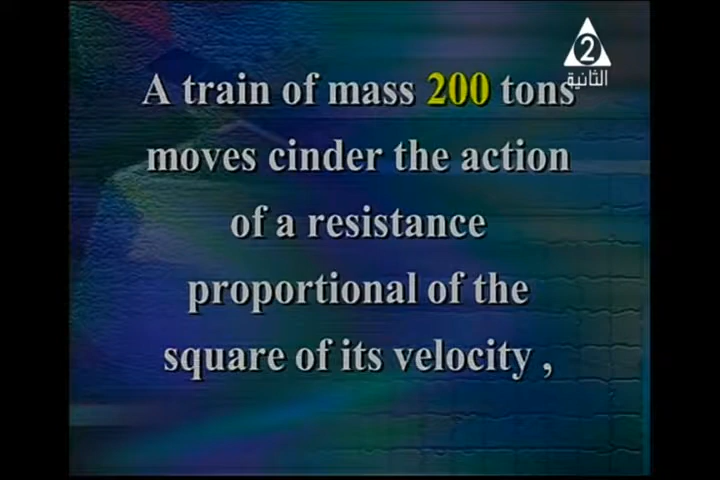 2
الثانية
A train of mass 200 tons
moves cinder the action
of a resistance
proportional of the
square of its velocity ,